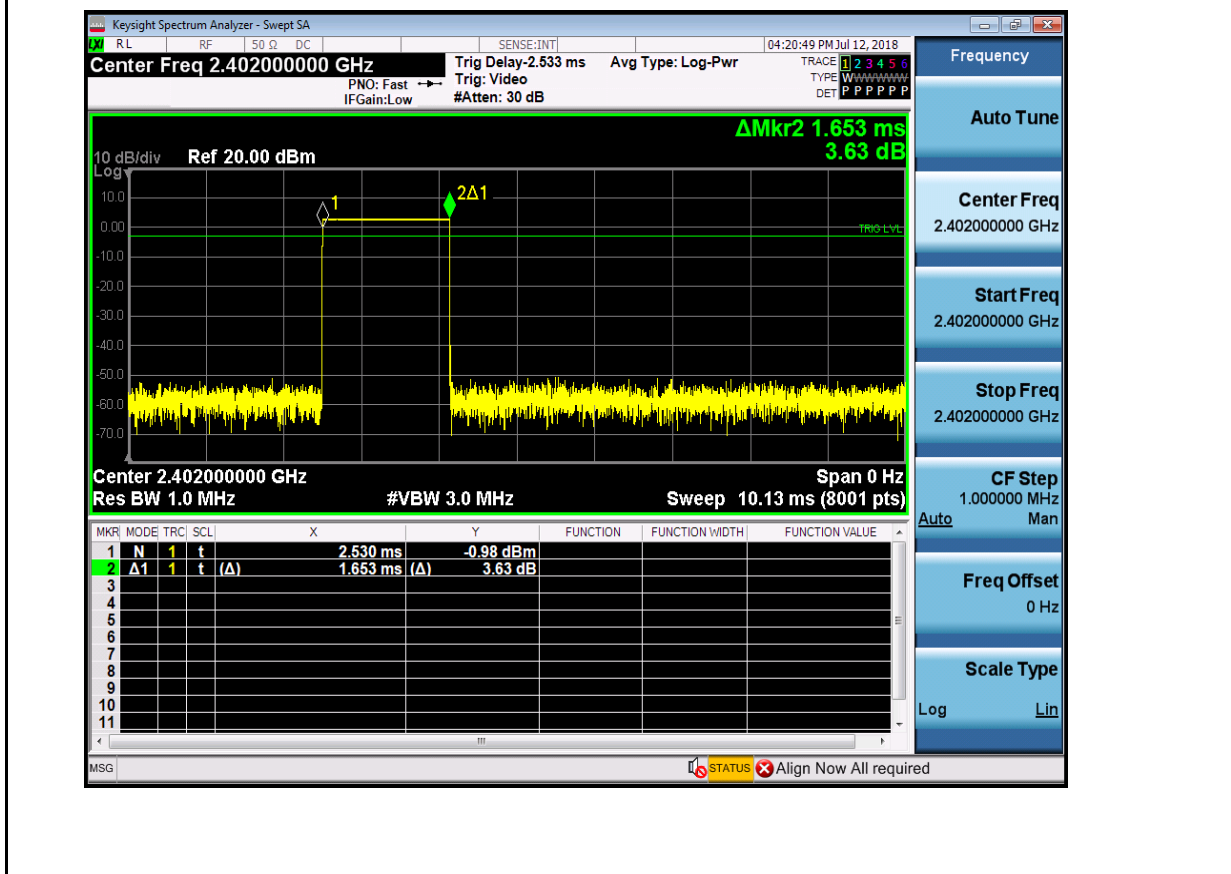 Keysight Spectrum Analyzer - Swept SA
LXI RL RF 50 Ω DC SENSE:INT 04:20:49 PM Jul 12, 2018
Center Freq 2.402000000 GHz
Trig Delay-2.533 ms Avg Type: Log-Pwr
PNO: Fast Trig: Video
IFGain:Low #Atten: 30 dB
TRACE 1 2 3 4 5 6
TYPE WWWWWW
DET P P P P P P
ΔMkr2 1.653 ms
3.63 dB
10 dB/div Ref 20.00 dBm
Log
10.0
0.00
-10.0
-20.0
-30.0
-40.0
-50.0
-60.0
-70.0
1
2Δ1
TRIG LVL
Center 2.402000000 GHz Span 0 Hz
Res BW 1.0 MHz #VBW 3.0 MHz Sweep 10.13 ms (8001 pts)
MKR MODE TRC SCL X Y FUNCTION FUNCTION WIDTH FUNCTION VALUE
1 N 1 t 2.530 ms -0.98 dBm
2 Δ1 1 t (Δ) 1.653 ms (Δ) 3.63 dB
3
4
5
6
7
8
9
10
11
MSG STATUS Align Now All required
Frequency
Auto Tune
Center Freq
2.402000000 GHz
Start Freq
2.402000000 GHz
Stop Freq
2.402000000 GHz
CF Step
1.000000 MHz
Auto Man
Freq Offset
0 Hz
Scale Type
Log Lin